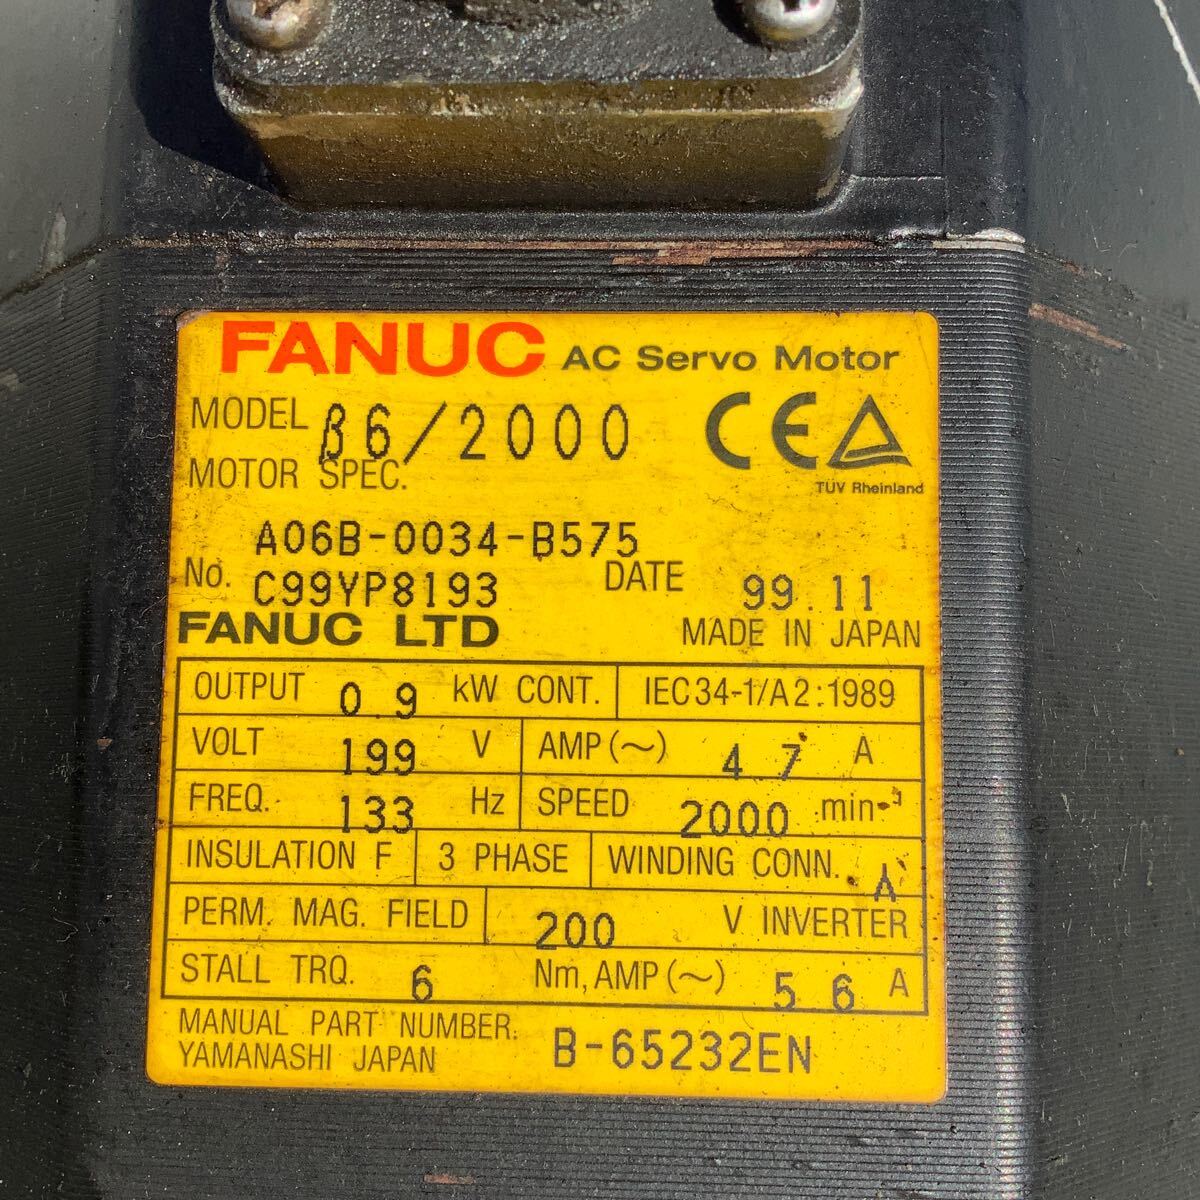 FANUC AC Servo Motor
MODEL β6/2000 CE
MOTOR SPEC.
TÜV Rheinland
A06B-0034-B575
No. C99YP8193 DATE 99.11
FANUC LTD MADE IN JAPAN
OUTPUT 0.9 kW CONT. IEC34-1/A2:1989
VOLT 199 V AMP(~) 4.7 A
FREQ. 133 Hz SPEED 2000 min-¹
INSULATION F 3 PHASE WINDING CONN.
PERM. MAG. FIELD 200 V INVERTER
STALL TRQ. 6 Nm, AMP(~) 5.6 A
MANUAL PART NUMBER: B-65232EN
YAMANASHI JAPAN